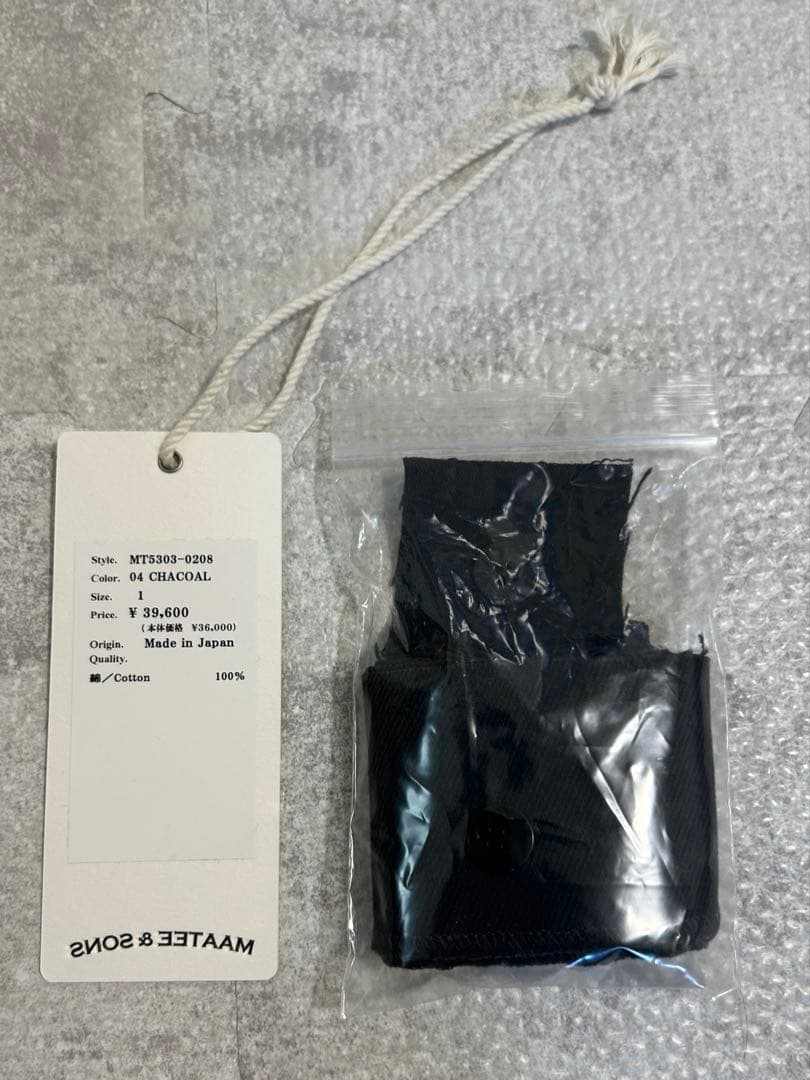 Style. MT5303-0208
Color. 04 CHACOAL
Size. 1
Price. ¥ 39,600
(本体価格 ¥36,000)
Origin. Made in Japan
Quality.
綿／Cotton 100%
MAATEE & SONS